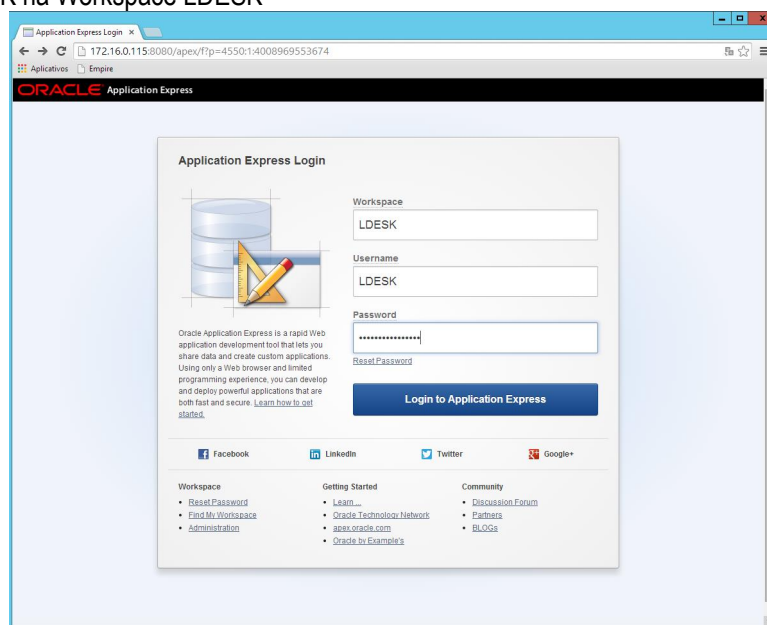 R na Workspace LDESK
Application Express Login ×
172.16.0.115:8080/apex/f?p=4550:1:4008969553674
Aplicativos Empire
ORACLE Application Express
Application Express Login
Workspace
LDESK
Username
LDESK
Password
••••••••••••••••
Reset Password
Login to Application Express
Oracle Application Express is a rapid Web
application development tool that lets you
share data and create custom applications.
Using only a Web browser and limited
programming experience, you can develop
and deploy powerful applications that are
both fast and secure. Learn how to get
started.
Facebook LinkedIn Twitter Google+
Workspace
• Reset Password
• Find My Workspace
• Administration
Getting Started
• Learn ...
• Oracle Technology Network
• apex.oracle.com
• Oracle by Example's
Community
• Discussion Forum
• Partners
• BLOGs